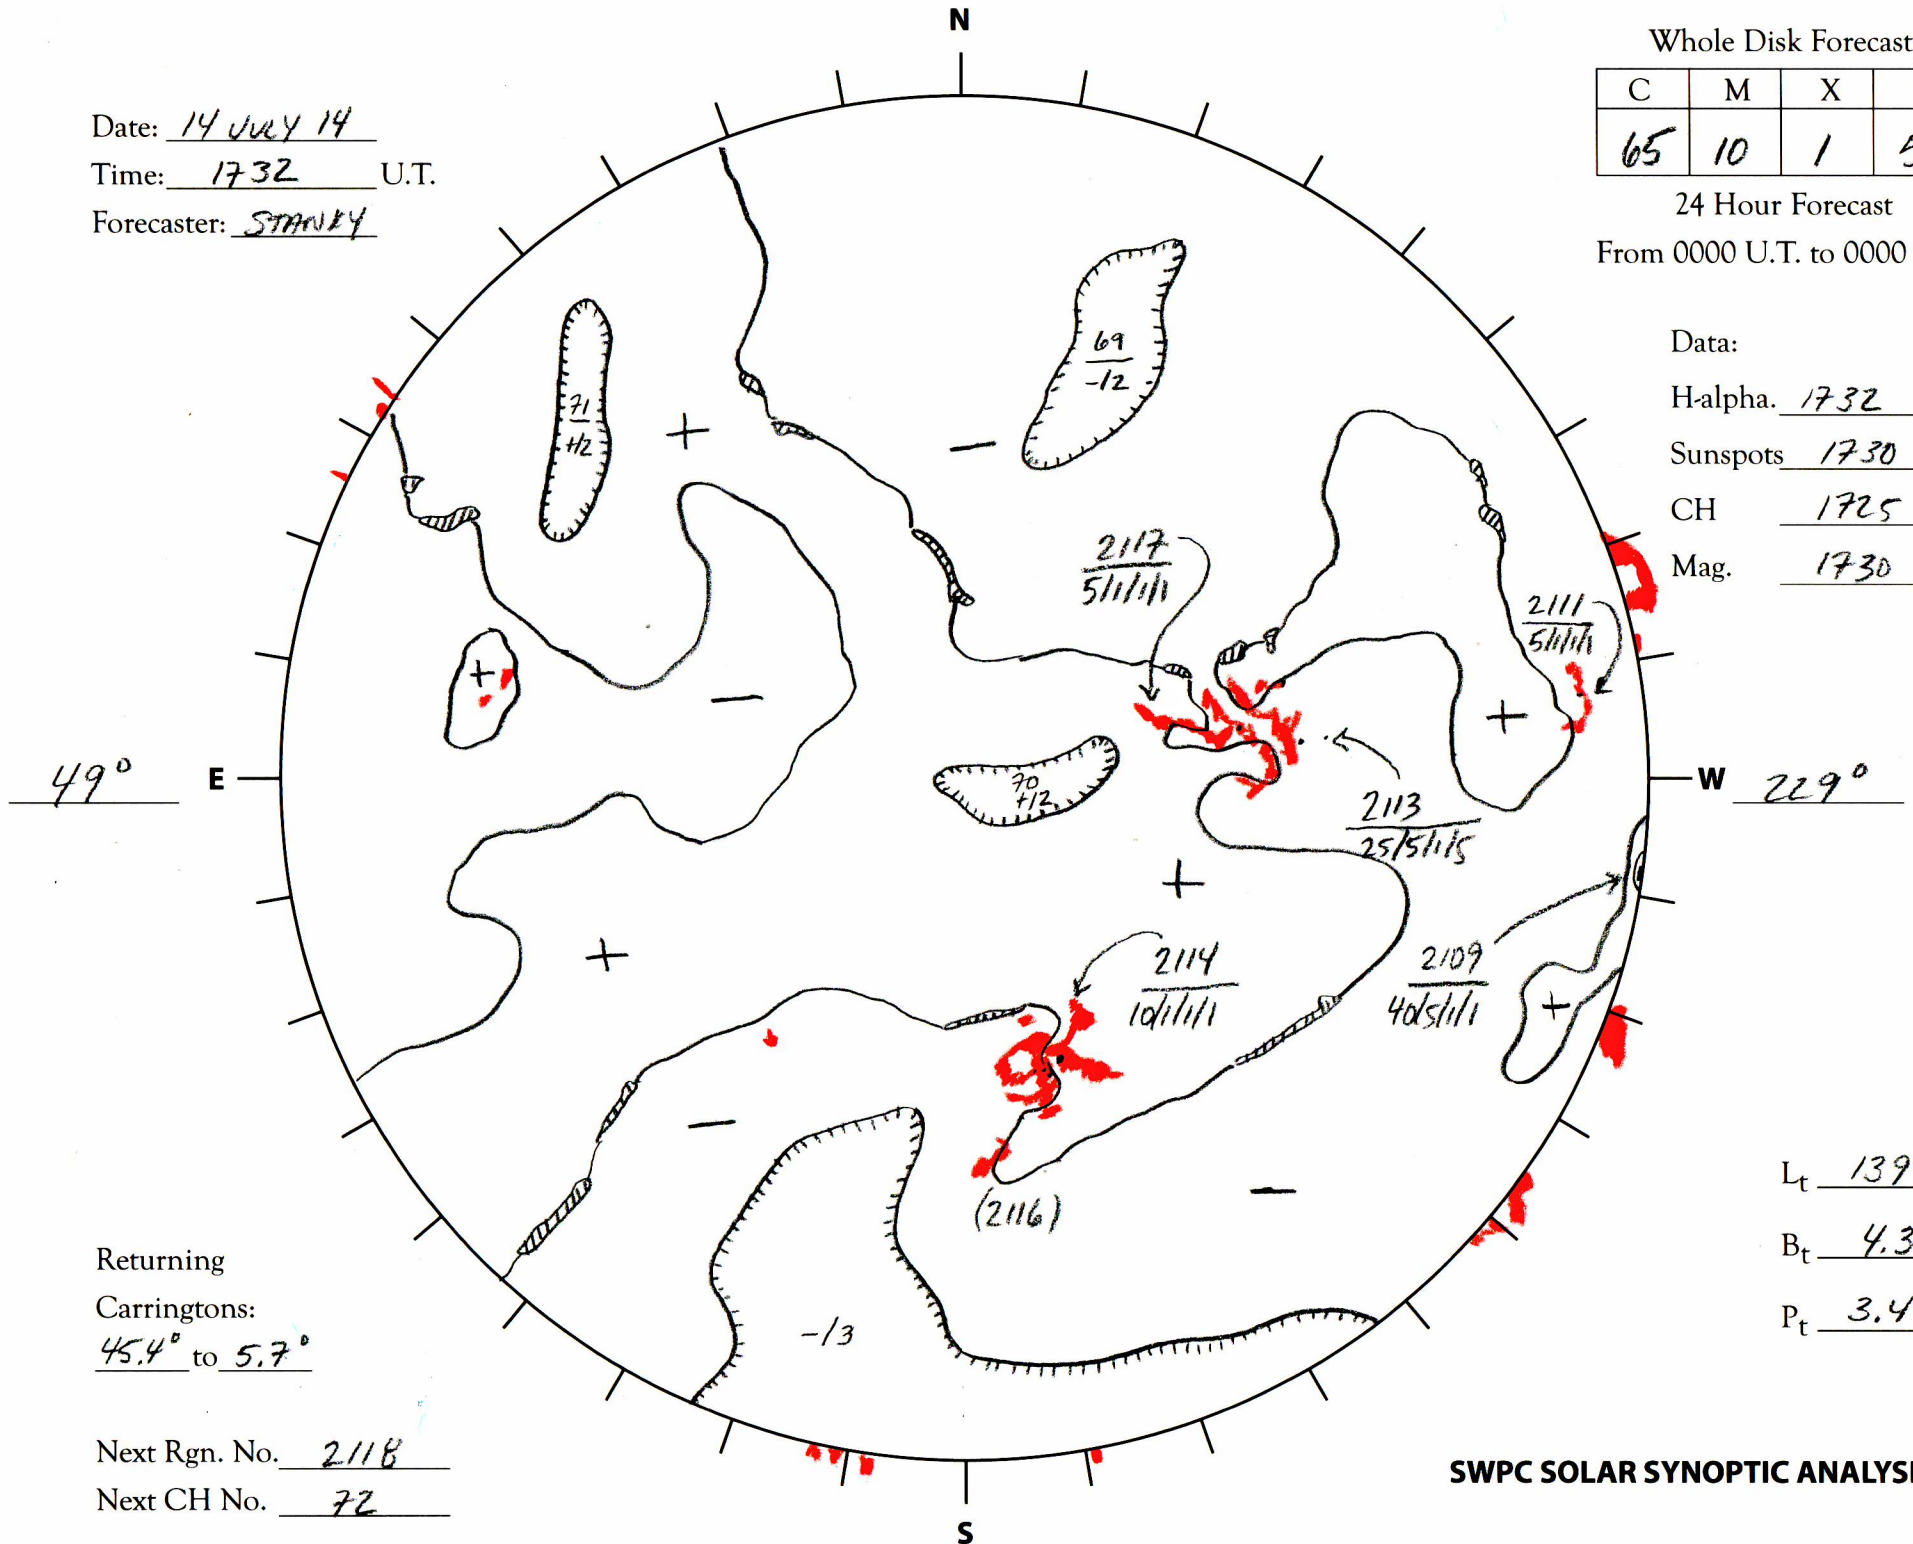 N
Whole Disk Forecast
C M X
65 10 1 5
24 Hour Forecast
From 0000 U.T. to 0000
Date: 14 JULY 14
Time: 1732 U.T.
Forecaster: STANKY
Data:
H-alpha. 1732
Sunspots 1730
CH 1725
Mag. 1730
69
-/2
71
+/2
+
−
2117
5/1/1/1
2111
5/1/1/1
+
−
+
49° E
W 229°
70
+/2
2113
25/5/1/5
+
+
2114
10/1/1/1
2109
40/5/1/1
+
−
(2116)
−
-/3
Lt 139
Bt 4.3
Pt 3.4
Returning
Carringtons:
45.4° to 5.7°
Next Rgn. No. 2118
Next CH No. 72
SWPC SOLAR SYNOPTIC ANALYSI
S